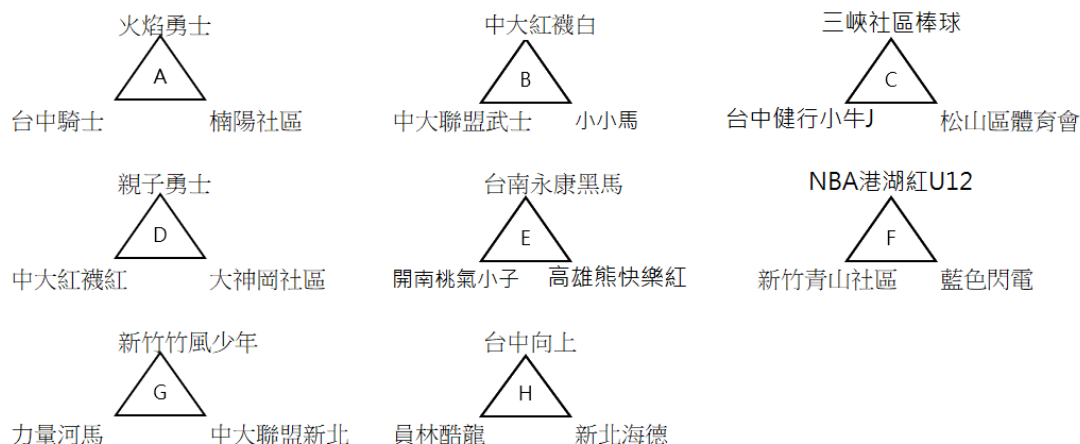 火焰勇士
A
台中騎士
楠陽社區
中大紅襪白
B
中大聯盟武士
小小馬
三峽社區棒球
C
台中健行小牛J
松山區體育會
親子勇士
D
中大紅襪紅
大神岡社區
台南永康黑馬
E
開南桃氣小子
高雄熊快樂紅
NBA港湖紅U12
F
新竹青山社區
藍色閃電
新竹竹風少年
G
力量河馬
中大聯盟新北
台中向上
H
員林酷龍
新北海德